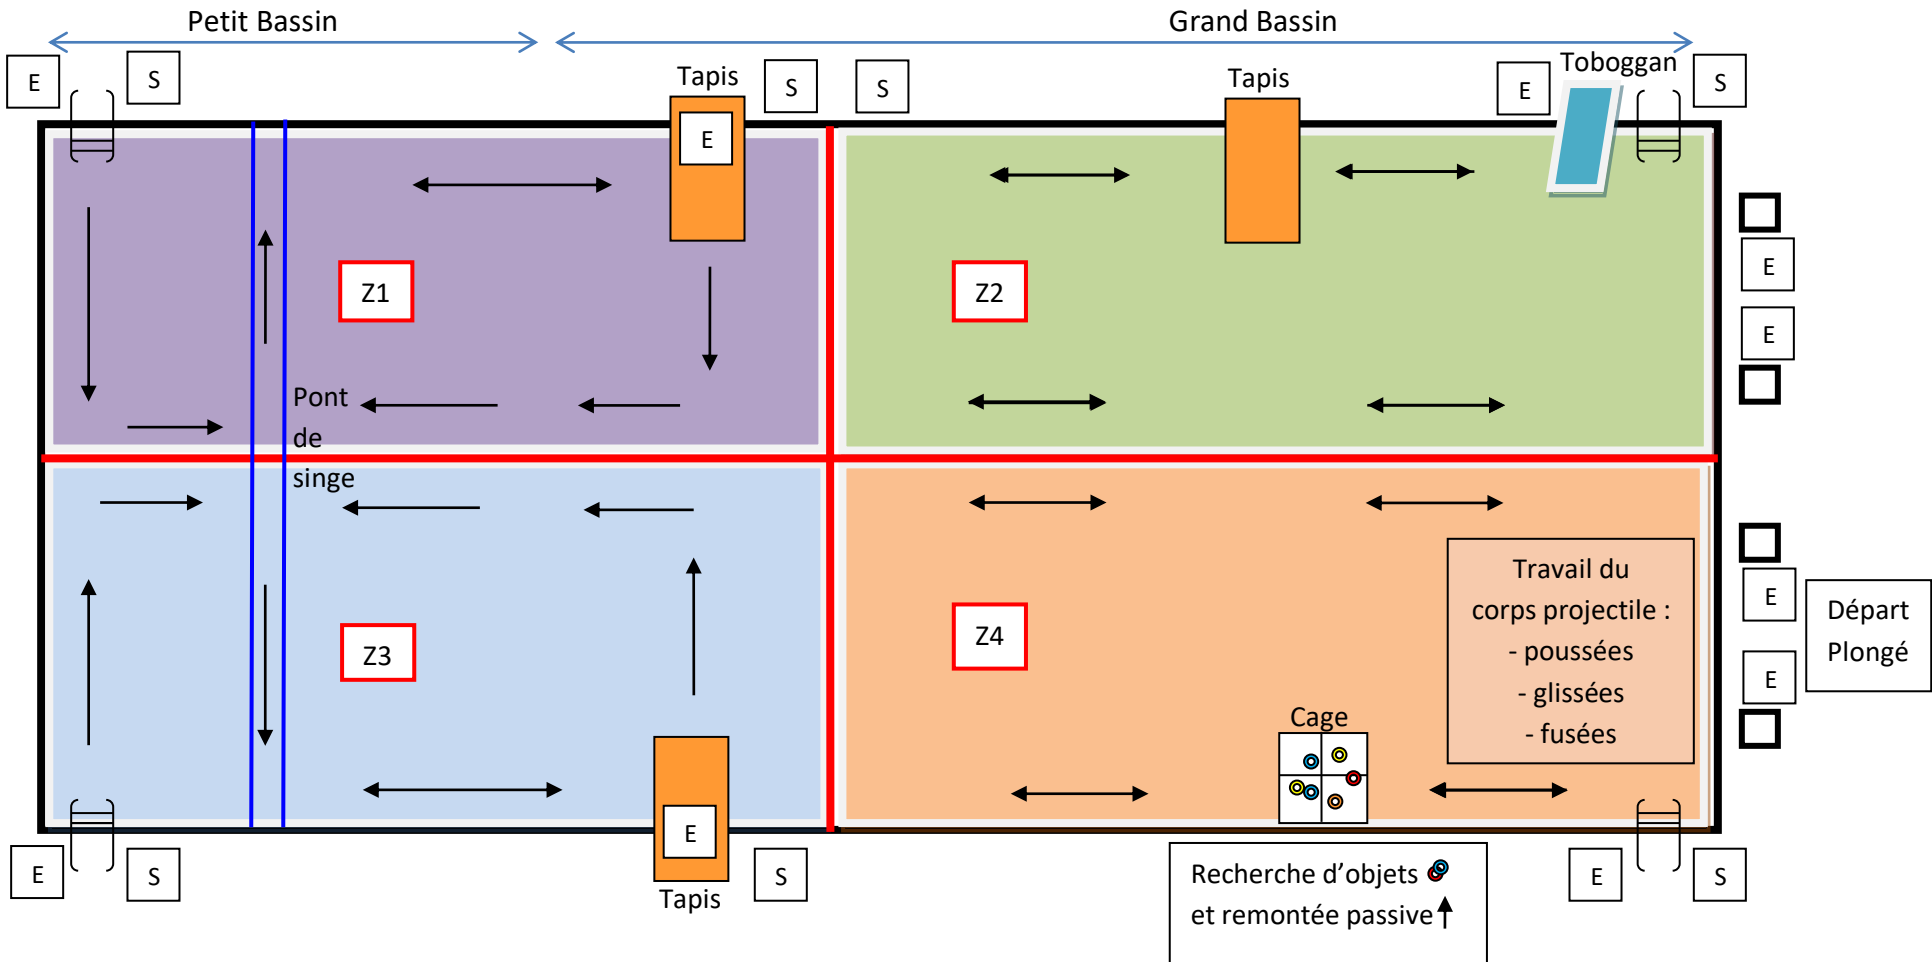 Petit Bassin
Grand Bassin
E
S
Tapis
S
S
Tapis
E
Toboggan
S
E
Z1
Z2
E
E
Pont
de
singe
Z3
Z4
Travail du
corps projectile :
- poussées
- glissées
- fusées
E
E
Départ
Plongé
Cage
E
E
S
Tapis
S
Recherche d’objets
et remontée passive
E
S